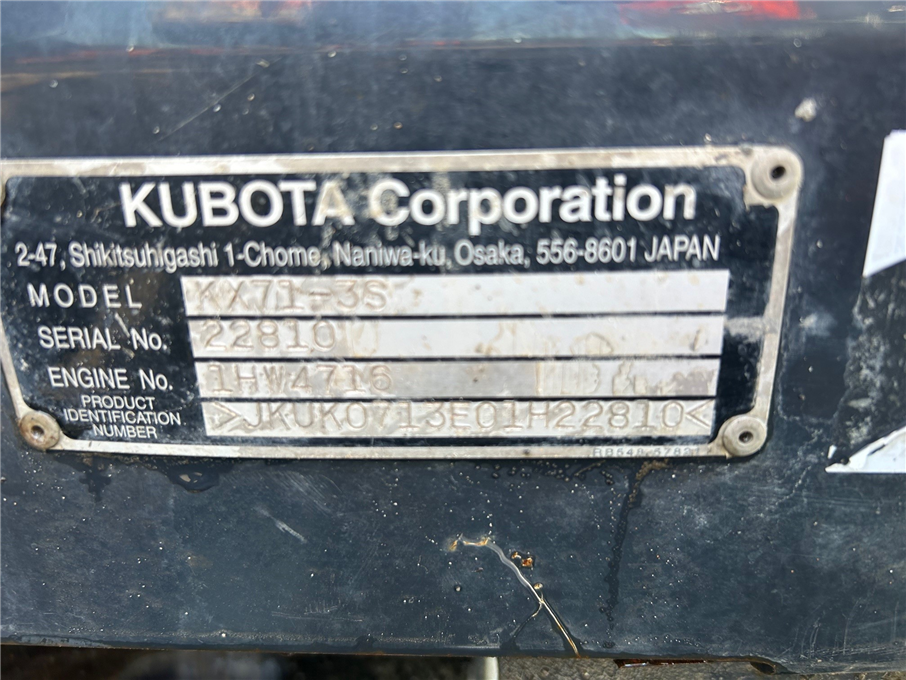 KUBOTA Corporation
2-47, Shikitsuhigashi 1-Chome, Naniwa-ku, Osaka, 556-8601 JAPAN
MODEL KX71-3S
SERIAL No. 22810
ENGINE No. 1HW4716
PRODUCT IDENTIFICATION NUMBER >JKUK0713E01H22810<